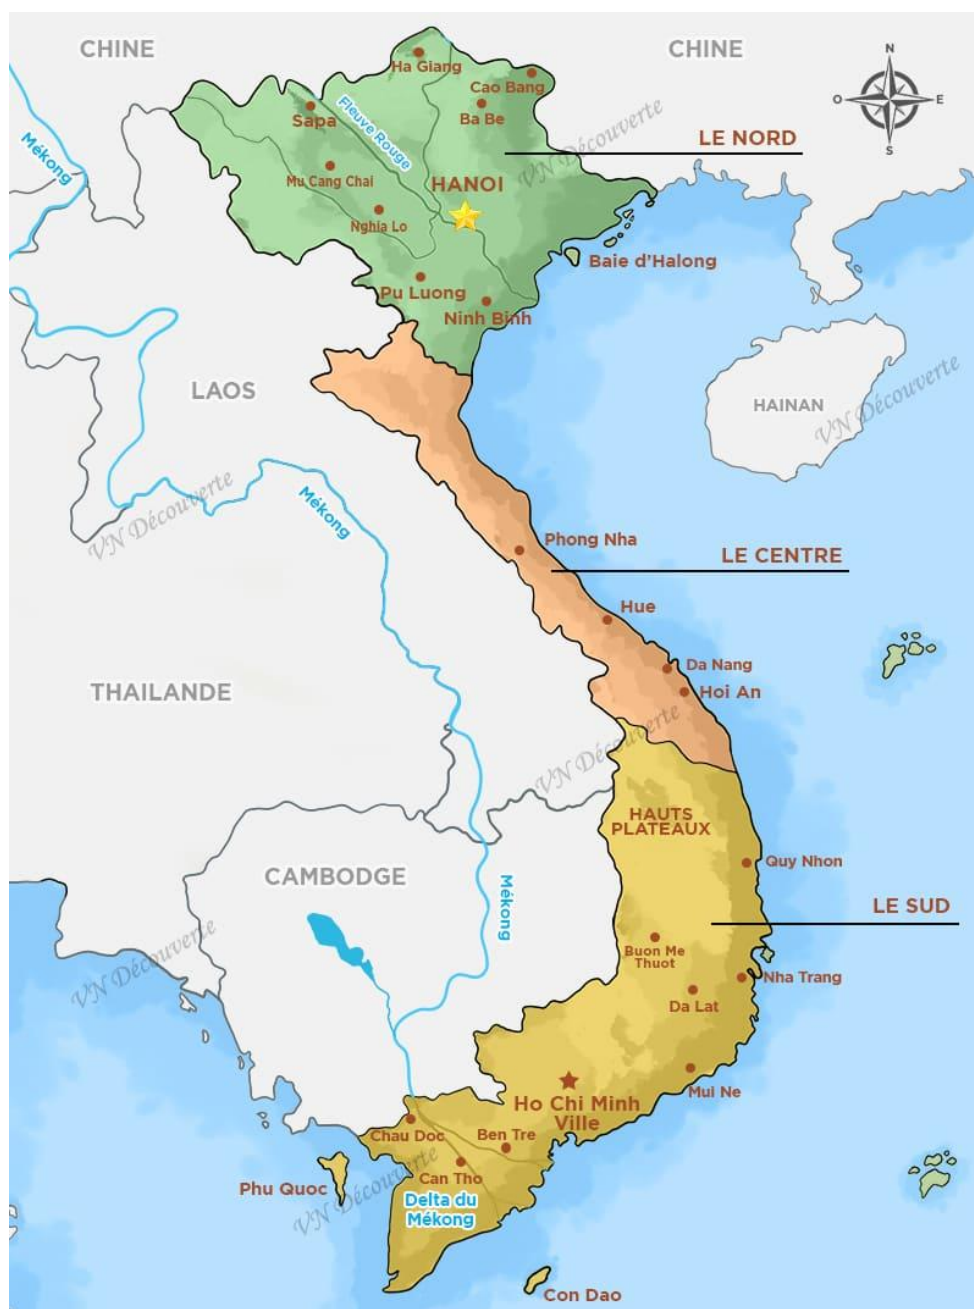 CHINE
CHINE
N
O
E
S
Ha Giang
Cao Bang
Ba Be
Sapa
Fleuve Rouge
LE NORD
VN Découverte
Mékong
Mu Cang Chai
HANOI
Nghia Lo
Baie d'Halong
Pu Luong
Ninh Binh
LAOS
HAINAN
VN Découverte
Mékong
VN Découverte
Phong Nha
LE CENTRE
Hue
Da Nang
Hoi An
THAILANDE
VN Découverte
HAUTS
PLATEAUX
Quy Nhon
CAMBODGE
Mékong
LE SUD
VN Découverte
Buon Me
Thuot
Nha Trang
Da Lat
Mui Ne
Ho Chi Minh
Ville
Chau Doc
Ben Tre
Can Tho
Phu Quoc
VN Découverte
Delta du
Mékong
Con Dao